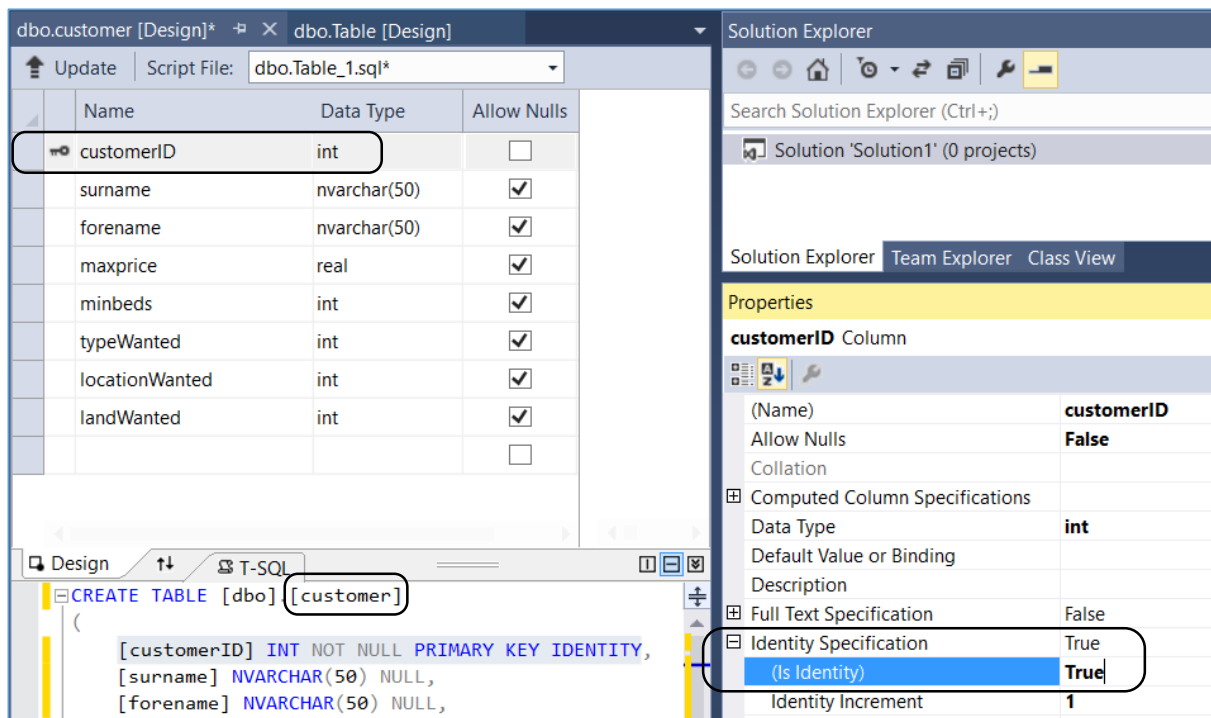 dbo.customer [Design]*
dbo.Table [Design]
Update Script File: dbo.Table_1.sql*
Name Data Type Allow Nulls
customerID int
surname nvarchar(50)
forename nvarchar(50)
maxprice real
minbeds int
typeWanted int
locationWanted int
landWanted int
Design T-SQL
CREATE TABLE [dbo].[customer]
(
[customerID] INT NOT NULL PRIMARY KEY IDENTITY,
[surname] NVARCHAR(50) NULL,
[forename] NVARCHAR(50) NULL,
Solution Explorer
Search Solution Explorer (Ctrl+;)
Solution 'Solution1' (0 projects)
Solution Explorer Team Explorer Class View
Properties
customerID Column
(Name) customerID
Allow Nulls False
Collation
Computed Column Specifications
Data Type int
Default Value or Binding
Description
Full Text Specification False
Identity Specification True
(Is Identity) True
Identity Increment 1